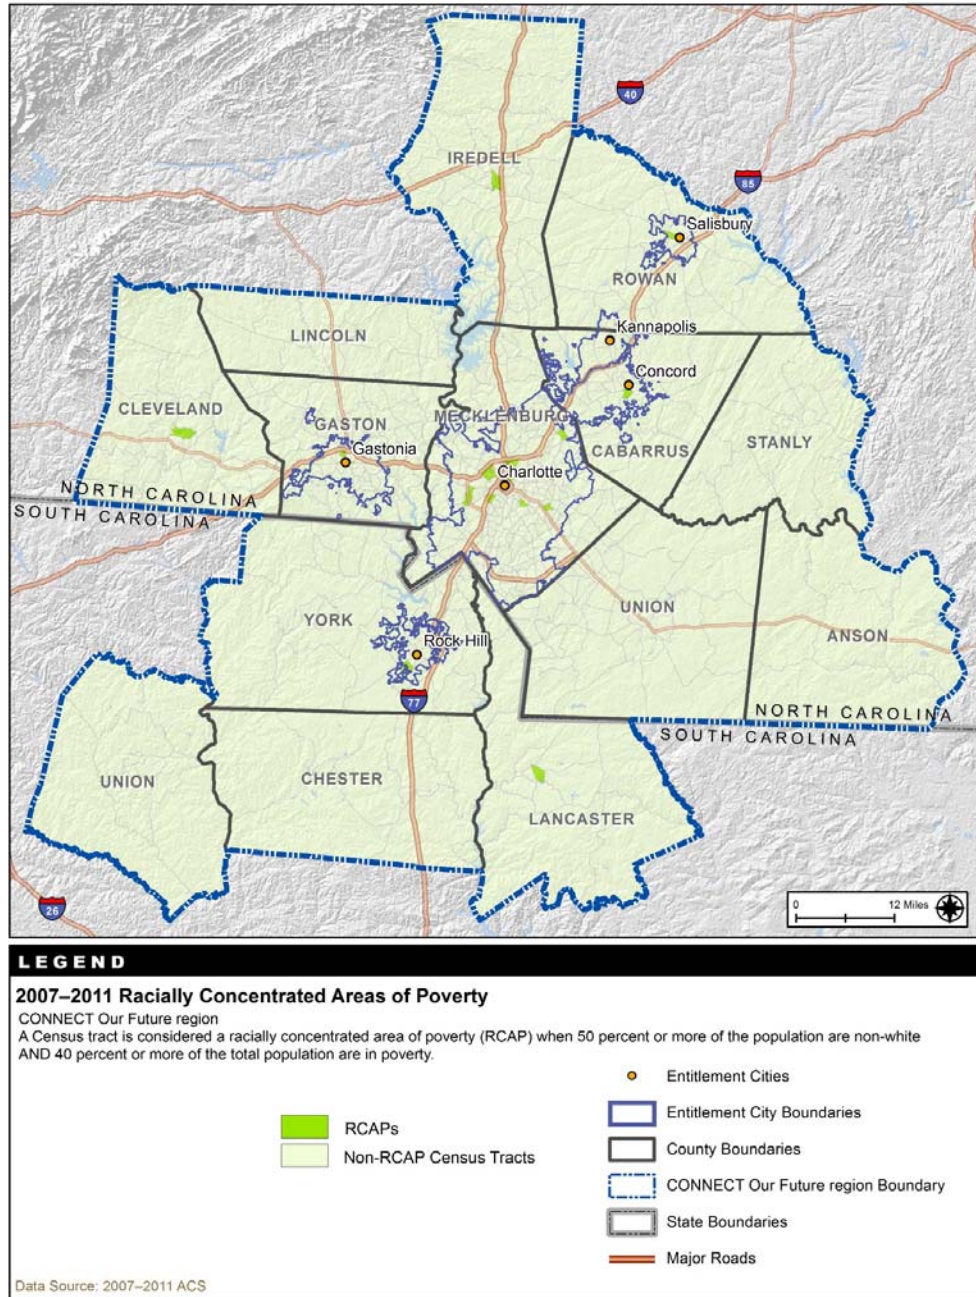 40
IREDELL
85
Salisbury
ROWAN
Kannapolis
LINCOLN
Concord
CLEVELAND
GASTON
MECKLENBURG
STANLY
Gastonia
CABARRUS
Charlotte
NORTH CAROLINA
SOUTH CAROLINA
UNION
YORK
ANSON
Rock Hill
77
NORTH CAROLINA
SOUTH CAROLINA
UNION
CHESTER
LANCASTER
26
0 12 Miles
LEGEND
2007–2011 Racially Concentrated Areas of Poverty
CONNECT Our Future region
A Census tract is considered a racially concentrated area of poverty (RCAP) when 50 percent or more of the population are non-white
AND 40 percent or more of the total population are in poverty.
RCAPs
Non-RCAP Census Tracts
Entitlement Cities
Entitlement City Boundaries
County Boundaries
CONNECT Our Future region Boundary
State Boundaries
Major Roads
Data Source: 2007–2011 ACS